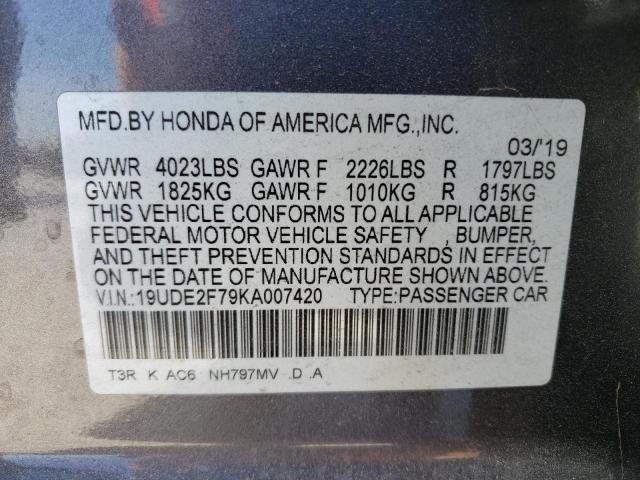 MFD.BY HONDA OF AMERICA MFG.,INC.
03/'19
GVWR 4023LBS GAWR F 2226LBS R 1797LBS
GVWR 1825KG GAWR F 1010KG R 815KG
THIS VEHICLE CONFORMS TO ALL APPLICABLE
FEDERAL MOTOR VEHICLE SAFETY , BUMPER,
AND THEFT PREVENTION STANDARDS IN EFFECT
ON THE DATE OF MANUFACTURE SHOWN ABOVE.
V.I.N.:19UDE2F79KA007420 TYPE:PASSENGER CAR
T3R K AC6 NH797MV .D .A